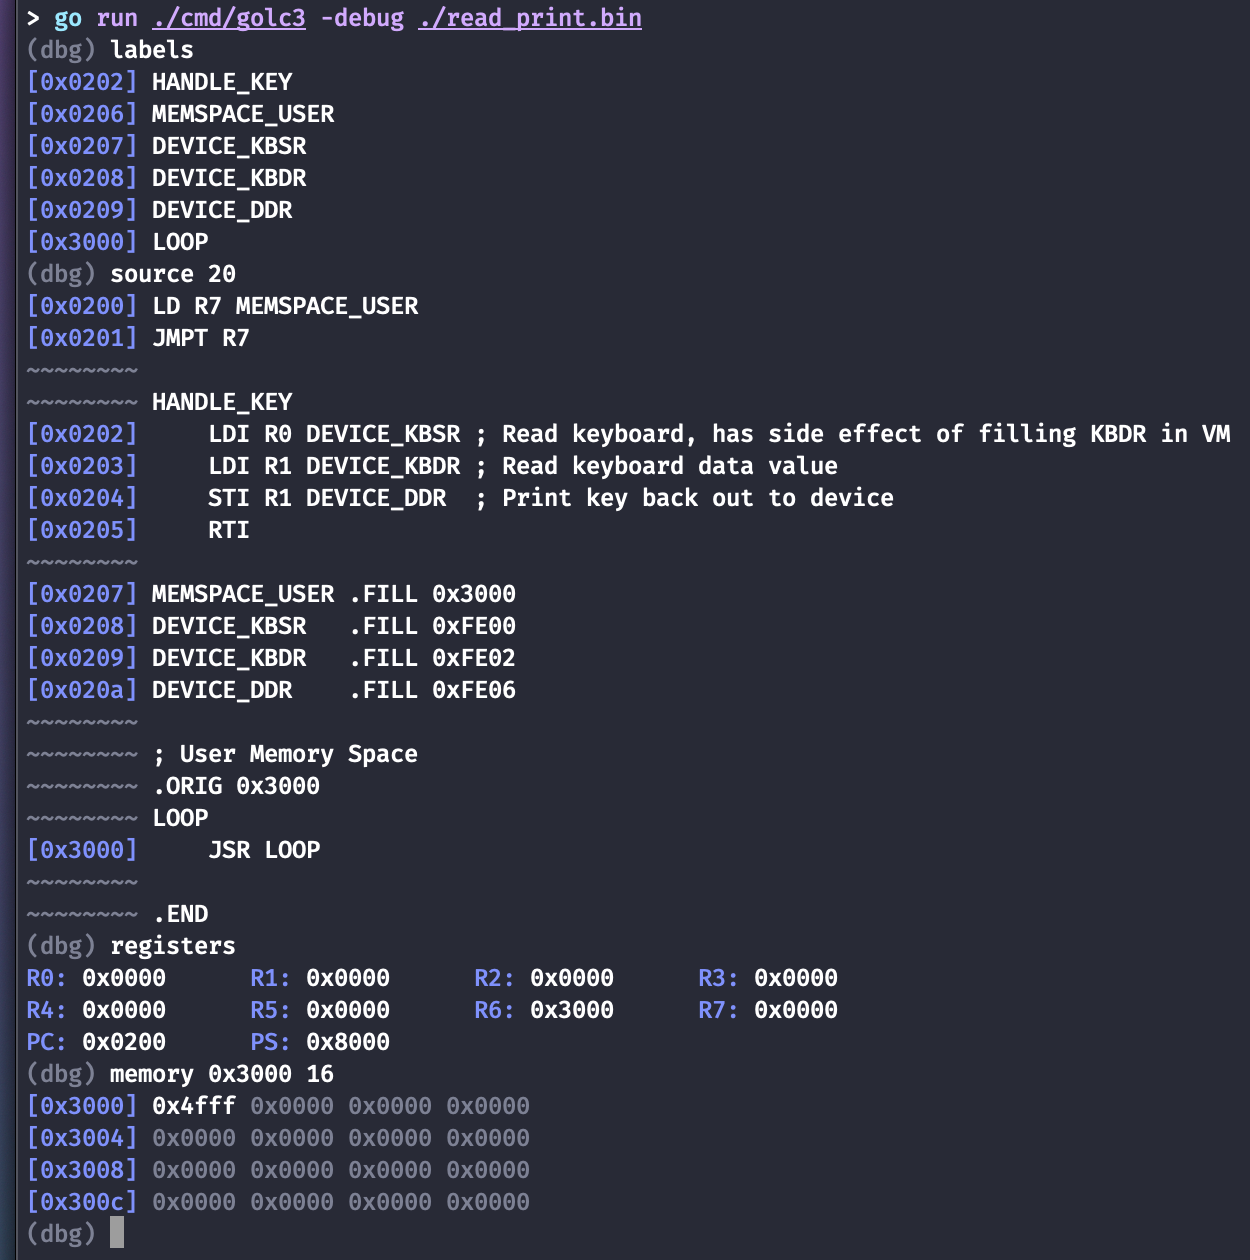 > go run ./cmd/golc3 -debug ./read_print.bin
(dbg) labels
[0x0202] HANDLE_KEY
[0x0206] MEMSPACE_USER
[0x0207] DEVICE_KBSR
[0x0208] DEVICE_KBDR
[0x0209] DEVICE_DDR
[0x3000] LOOP
(dbg) source 20
[0x0200] LD R7 MEMSPACE_USER
[0x0201] JMPT R7
~~~~~~~~
~~~~~~~~ HANDLE_KEY
[0x0202]     LDI R0 DEVICE_KBSR ; Read keyboard, has side effect of filling KBDR in VM
[0x0203]     LDI R1 DEVICE_KBDR ; Read keyboard data value
[0x0204]     STI R1 DEVICE_DDR  ; Print key back out to device
[0x0205]     RTI
~~~~~~~~
[0x0207] MEMSPACE_USER .FILL 0x3000
[0x0208] DEVICE_KBSR   .FILL 0xFE00
[0x0209] DEVICE_KBDR   .FILL 0xFE02
[0x020a] DEVICE_DDR    .FILL 0xFE06
~~~~~~~~
~~~~~~~~ ; User Memory Space
~~~~~~~~ .ORIG 0x3000
~~~~~~~~ LOOP
[0x3000]     JSR LOOP
~~~~~~~~
~~~~~~~~ .END
(dbg) registers
R0: 0x0000      R1: 0x0000      R2: 0x0000      R3: 0x0000
R4: 0x0000      R5: 0x0000      R6: 0x3000      R7: 0x0000
PC: 0x0200      PS: 0x8000
(dbg) memory 0x3000 16
[0x3000] 0x4fff 0x0000 0x0000 0x0000
[0x3004] 0x0000 0x0000 0x0000 0x0000
[0x3008] 0x0000 0x0000 0x0000 0x0000
[0x300c] 0x0000 0x0000 0x0000 0x0000
(dbg)